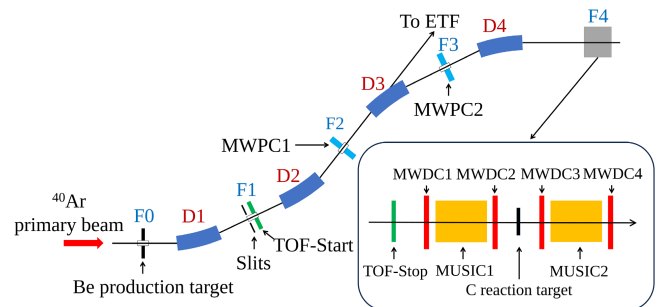 To ETF
F4
F3
D4
D3
MWPC2
F2
MWPC1
D2
F1
⁴⁰Ar
primary beam
F0
D1
TOF-Start
Slits
Be production target
MWDC1 MWDC2 MWDC3 MWDC4
TOF-Stop MUSIC1 MUSIC2
C reaction target